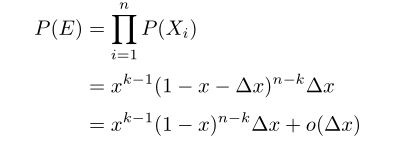 P(E) = ∏_{i=1}^{n} P(X_i)
= x^{k−1}(1 − x − Δx)^{n−k}Δx
= x^{k−1}(1 − x)^{n−k}Δx + o(Δx)